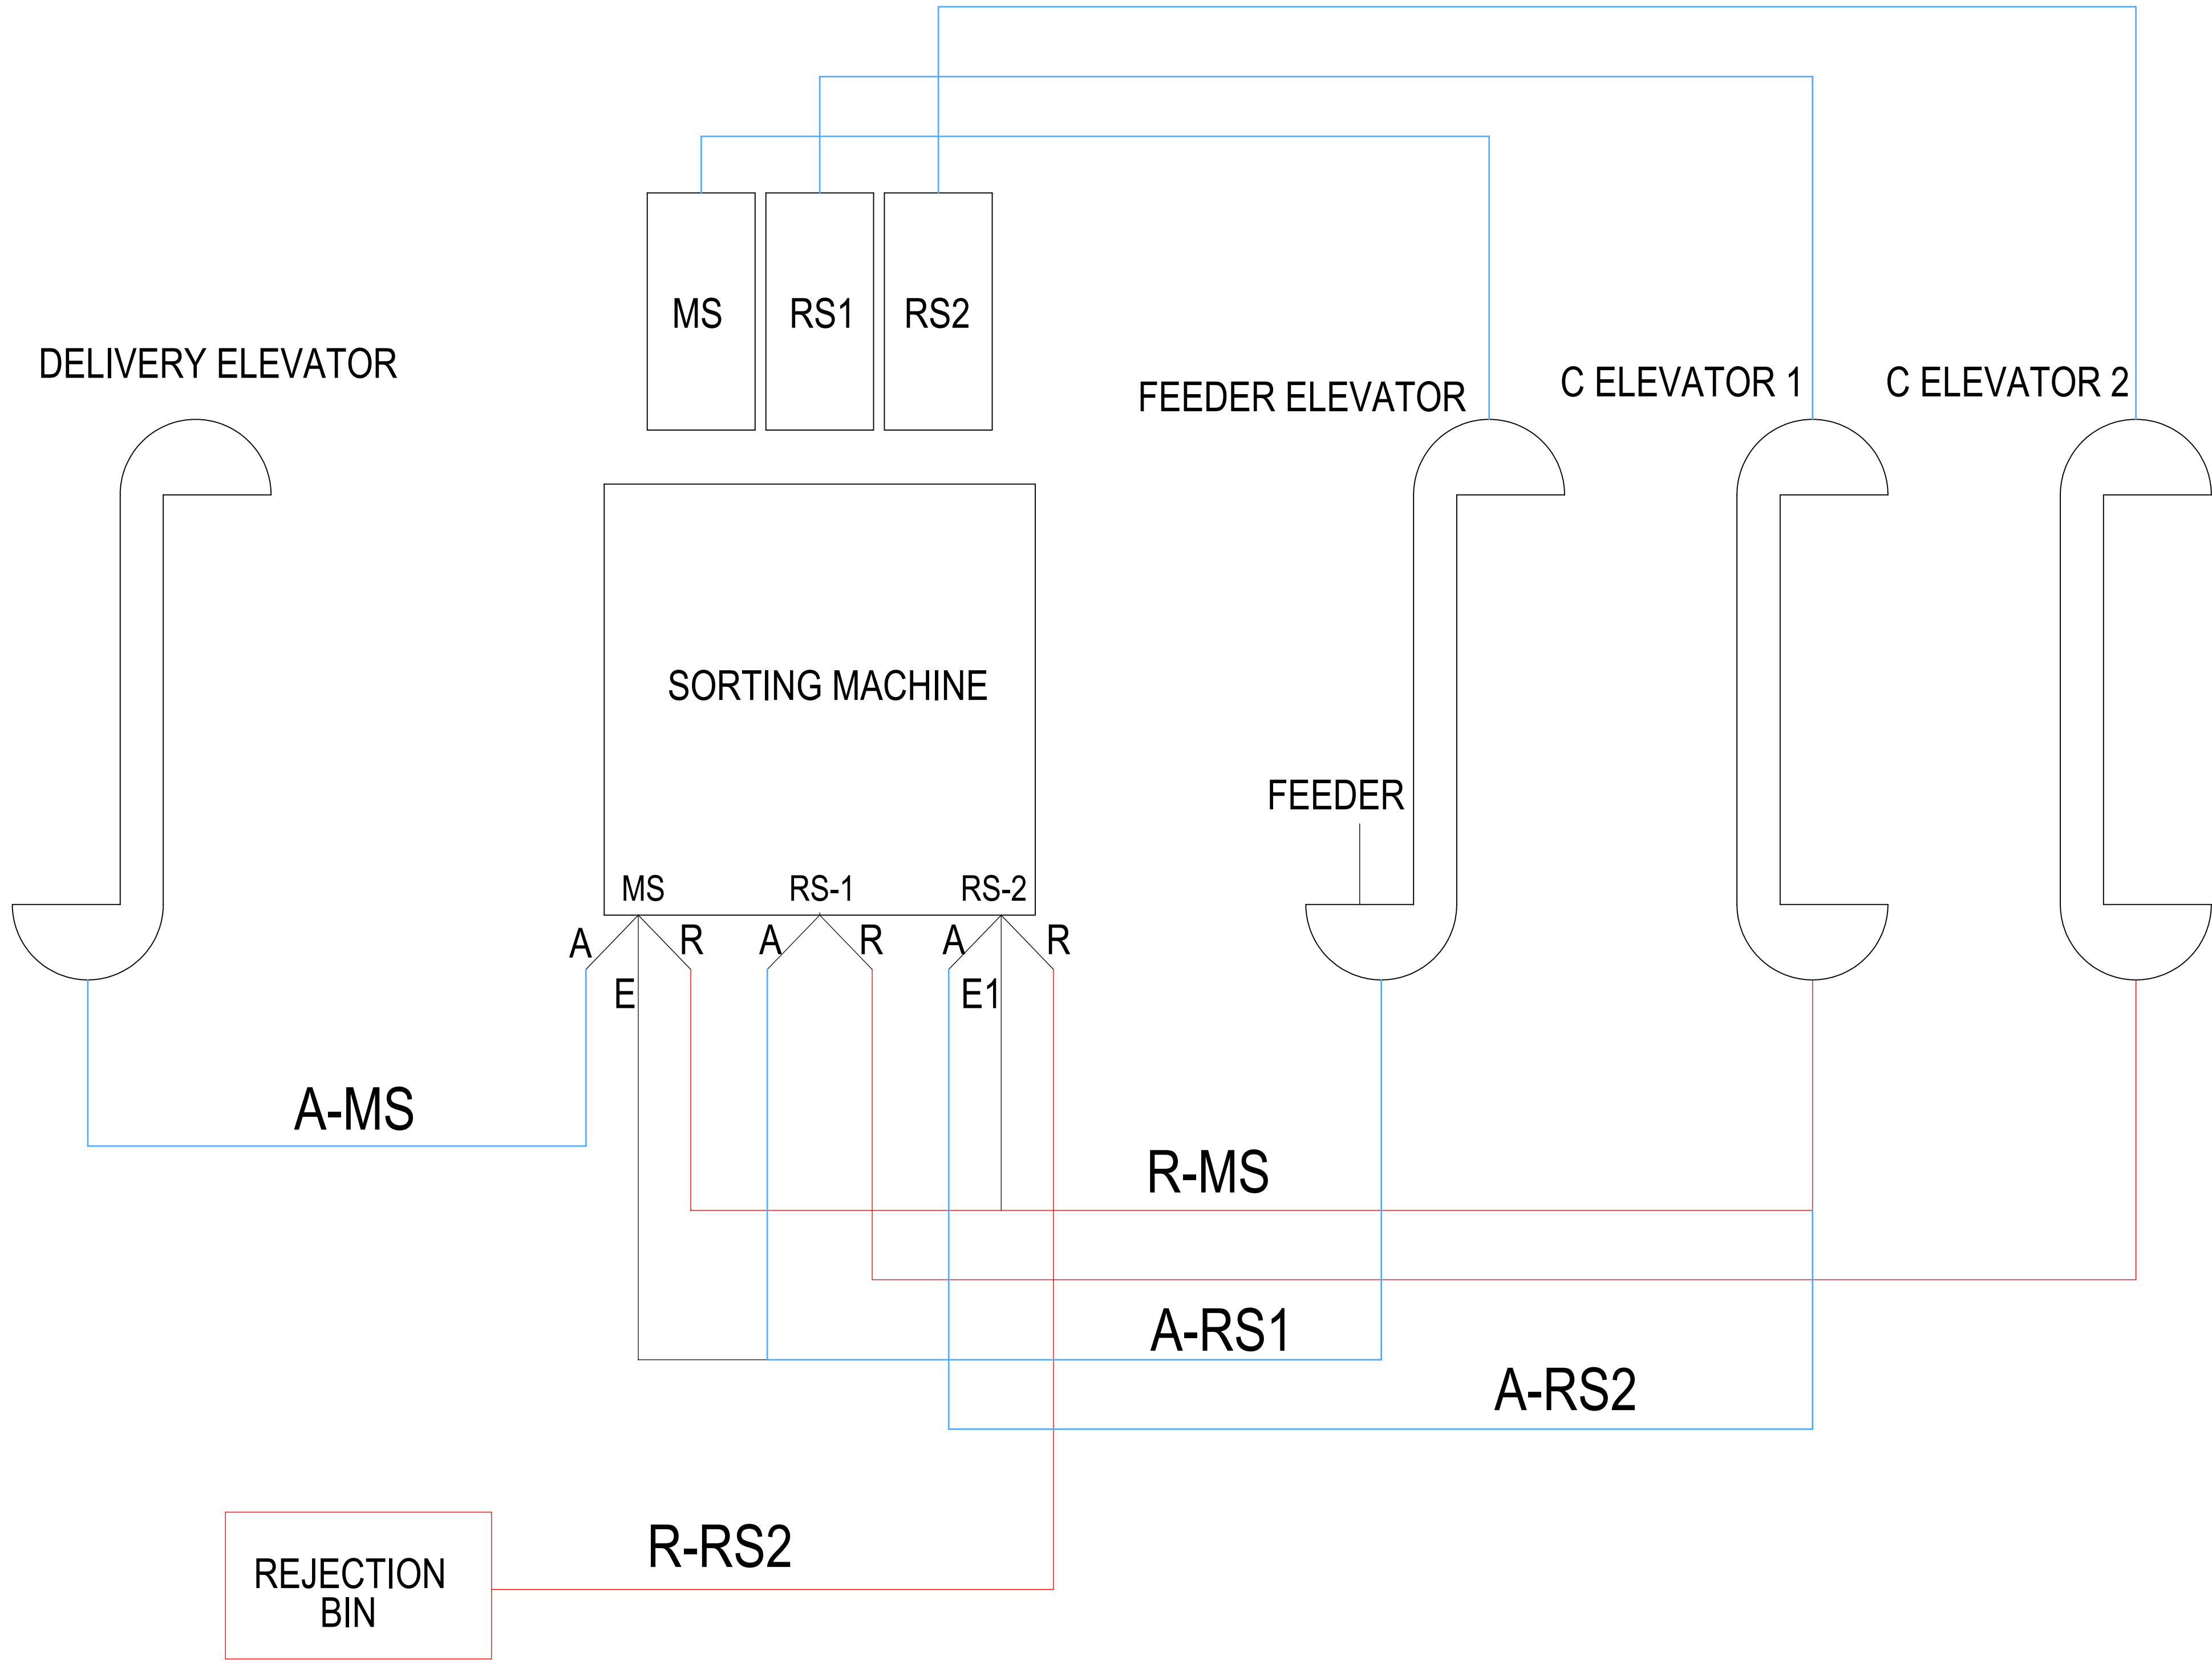 MS
RS1
RS2
DELIVERY ELEVATOR
FEEDER ELEVATOR
C ELEVATOR 1
C ELEVATOR 2
SORTING MACHINE
FEEDER
MS
RS-1
RS-2
A
R
A
R
A
R
E
E1
A-MS
R-MS
A-RS1
A-RS2
R-RS2
REJECTION
BIN